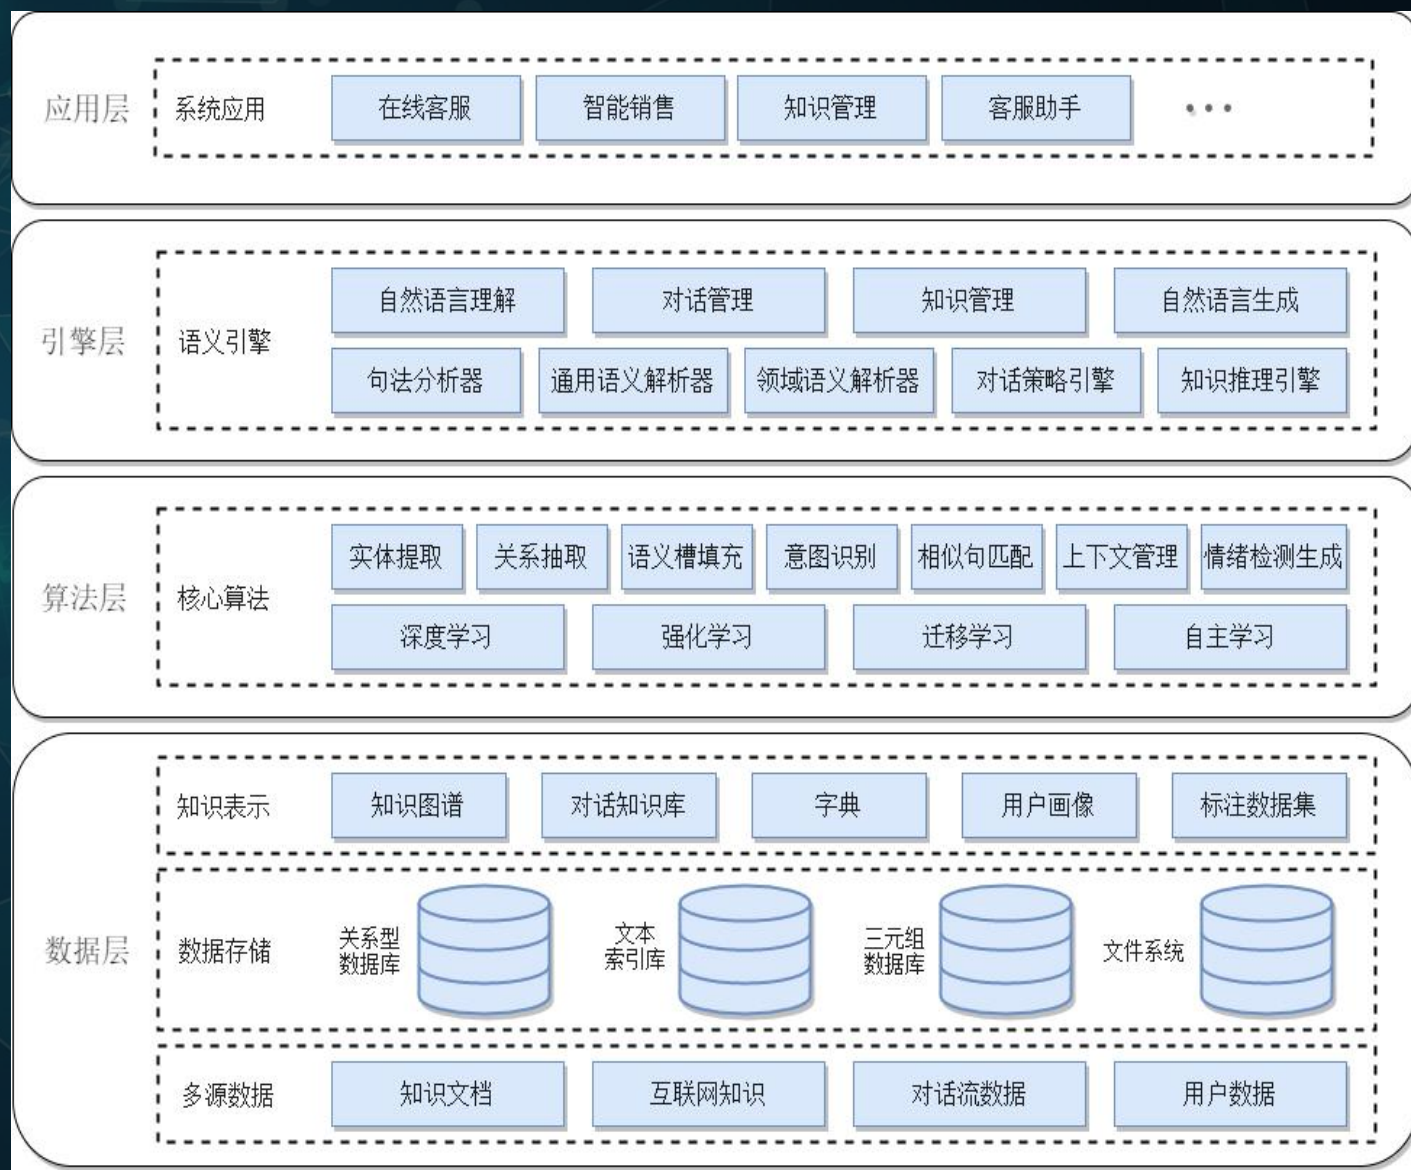 应用层
系统应用
在线客服
智能销售
知识管理
客服助手
•••
引擎层
语义引擎
自然语言理解
对话管理
知识管理
自然语言生成
句法分析器
通用语义解析器
领域语义解析器
对话策略引擎
知识推理引擎
算法层
核心算法
实体提取
关系抽取
语义槽填充
意图识别
相似句匹配
上下文管理
情绪检测生成
深度学习
强化学习
迁移学习
自主学习
数据层
知识表示
知识图谱
对话知识库
字典
用户画像
标注数据集
数据存储
关系型
数据库
文本
索引库
三元组
数据库
文件系统
多源数据
知识文档
互联网知识
对话流数据
用户数据